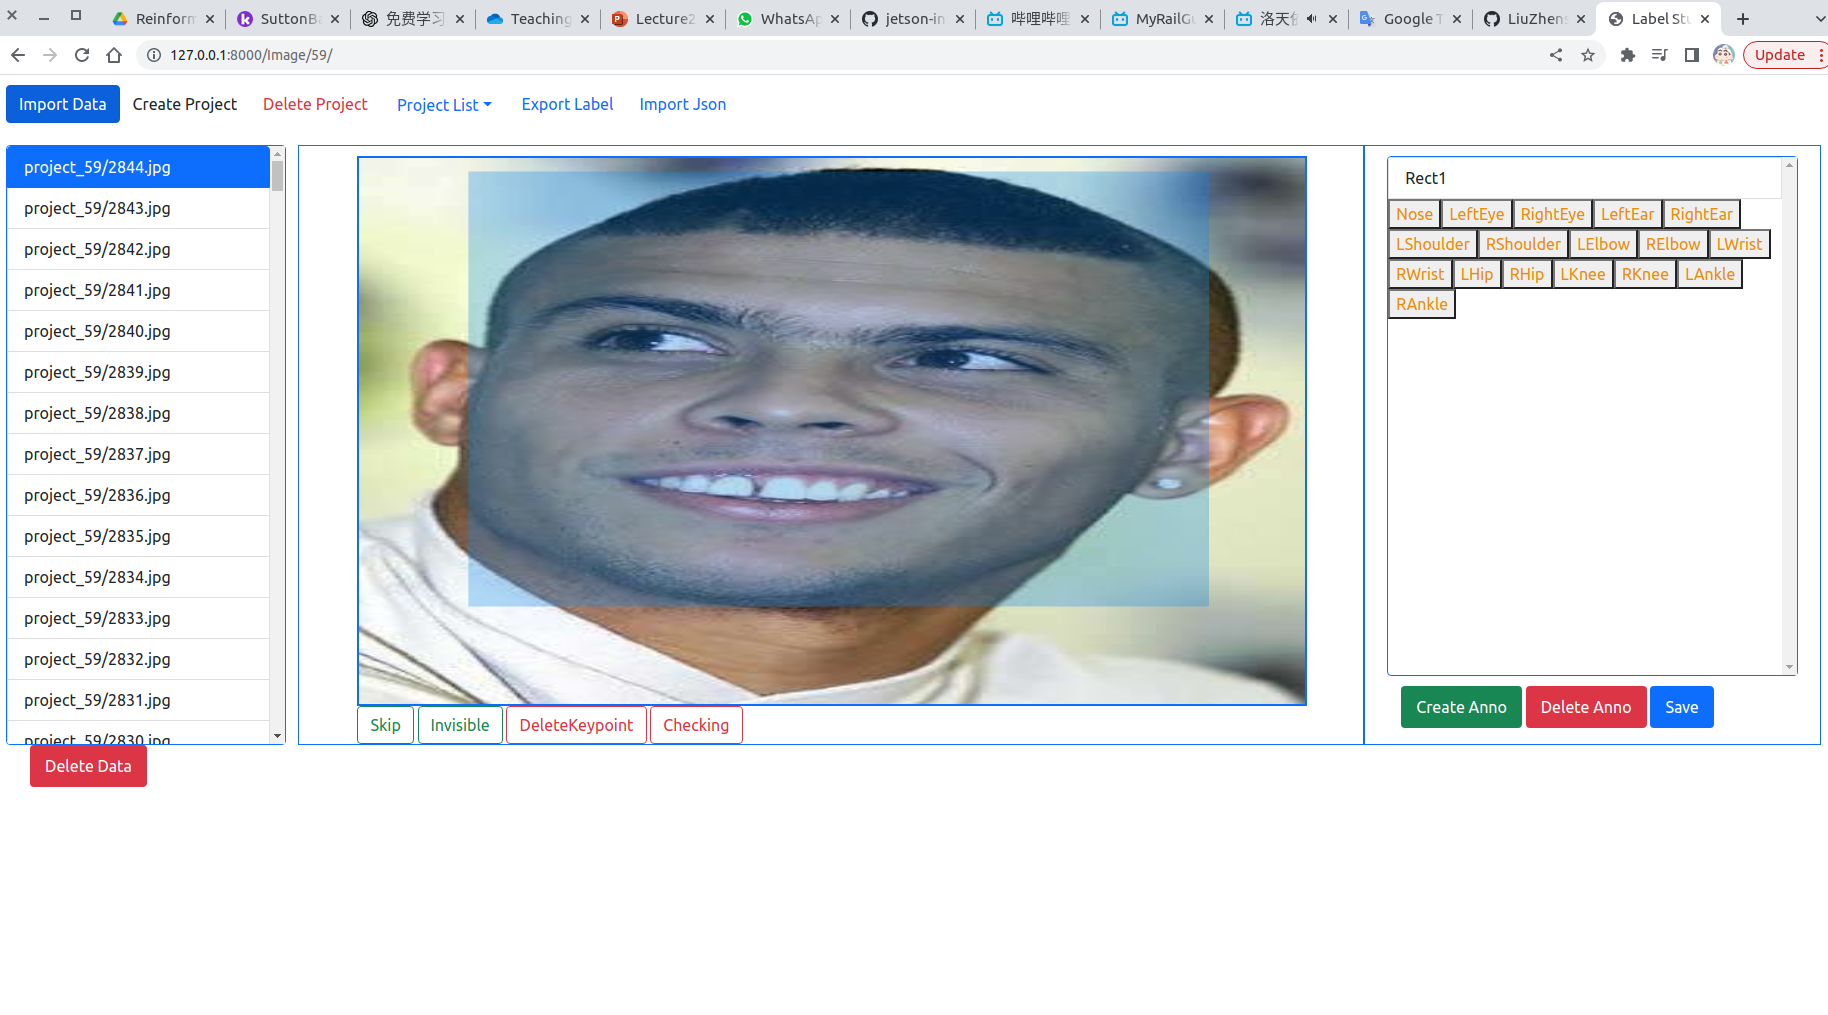 Reinforn
SuttonBa
免费学习
Teaching
Lecture2
WhatsAp
jetson-in
哔哩哔哩
MyRailGu
洛天依
Google T
LiuZhens
Label Stu
127.0.0.1:8000/Image/59/
Update
Import Data
Create Project
Delete Project
Project List
Export Label
Import Json
project_59/2844.jpg
project_59/2843.jpg
project_59/2842.jpg
project_59/2841.jpg
project_59/2840.jpg
project_59/2839.jpg
project_59/2838.jpg
project_59/2837.jpg
project_59/2836.jpg
project_59/2835.jpg
project_59/2834.jpg
project_59/2833.jpg
project_59/2832.jpg
project_59/2831.jpg
project_59/2830.jpg
Delete Data
Skip
Invisible
DeleteKeypoint
Checking
Rect1
Nose LeftEye RightEye LeftEar RightEar
LShoulder RShoulder LElbow RElbow LWrist
RWrist LHip RHip LKnee RKnee LAnkle
RAnkle
Create Anno
Delete Anno
Save